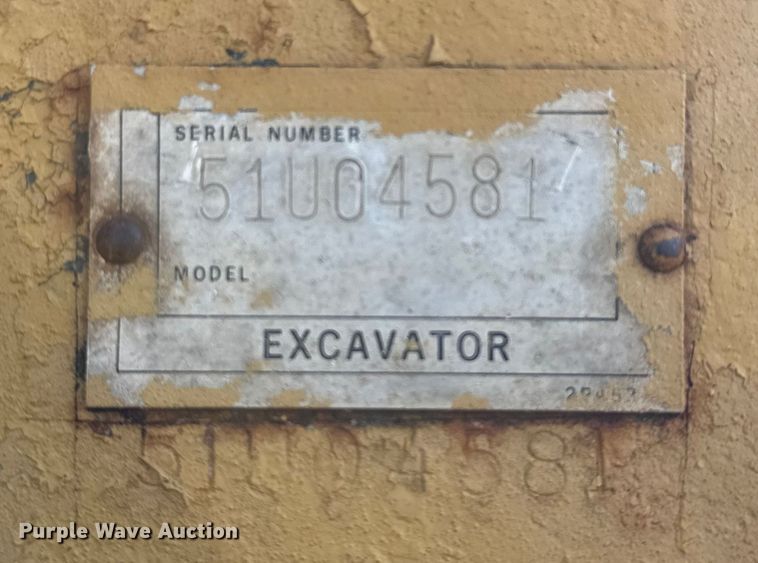 SERIAL NUMBER
51U04581
MODEL
EXCAVATOR
51U04581
Purple Wave Auction